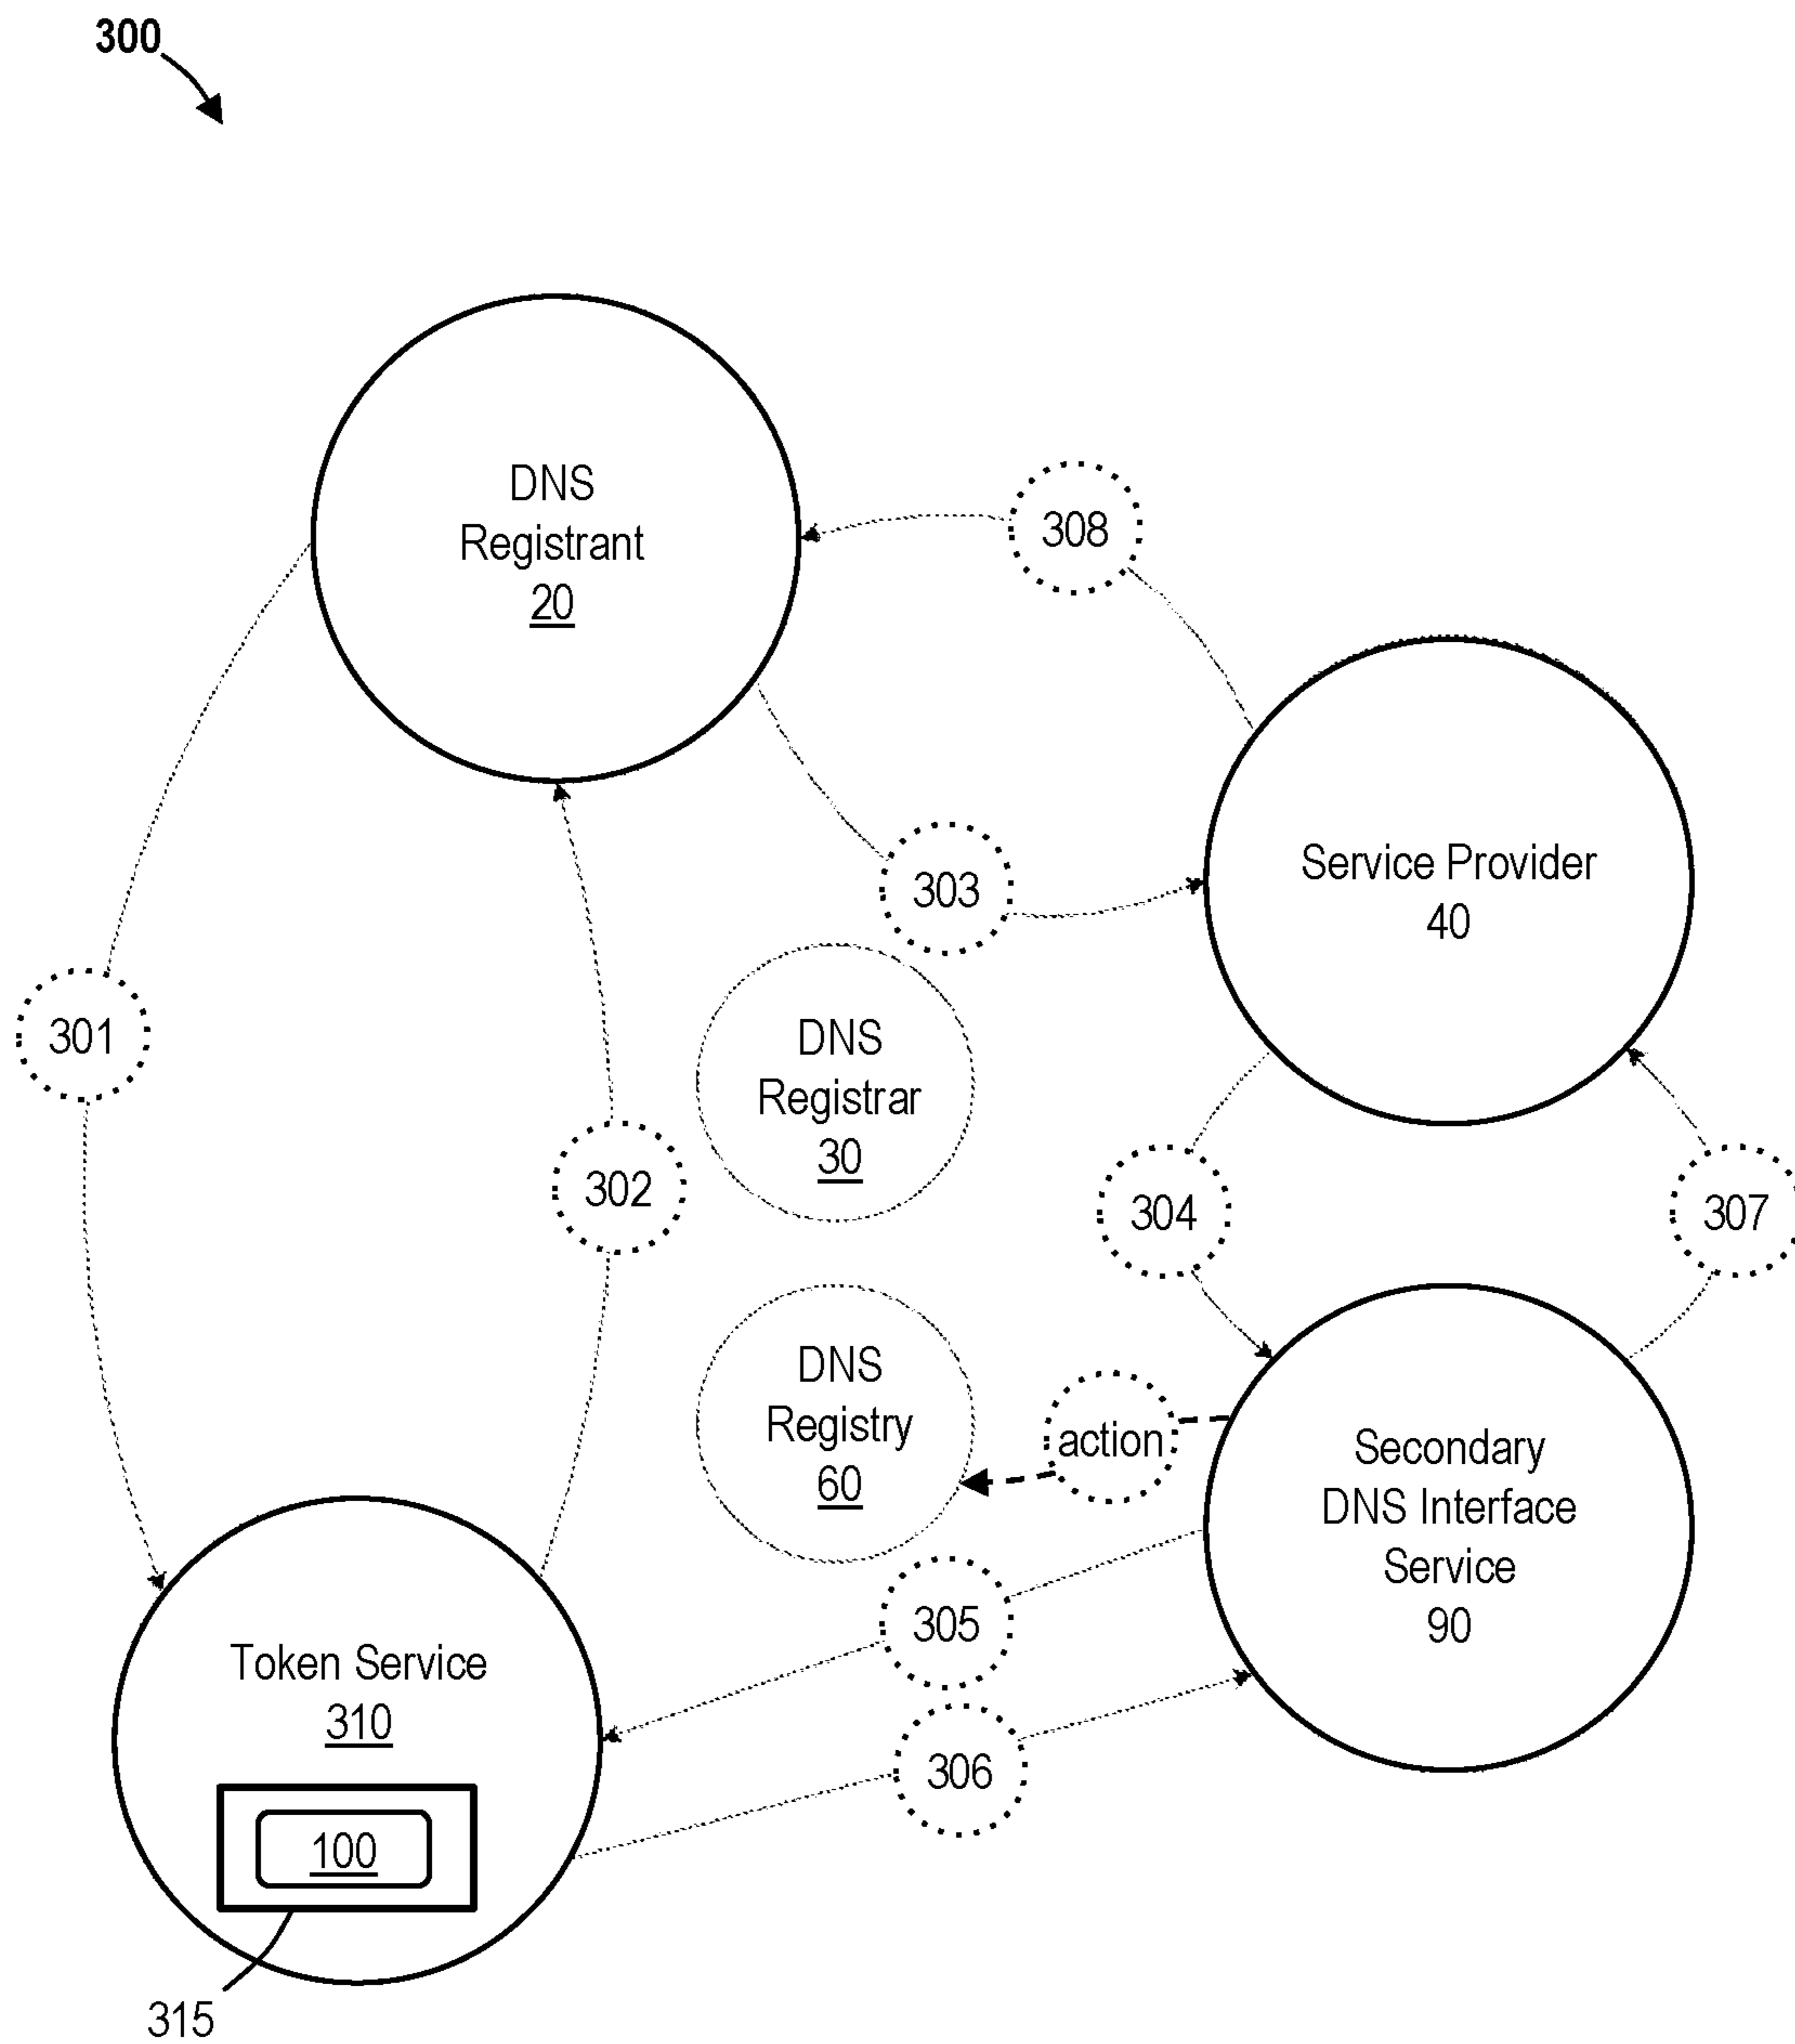 300
DNS
Registrant
20
308
Service Provider
40
303
301
DNS
Registrar
30
302
304
307
DNS
Registry
60
action
Secondary
DNS Interface
Service
90
305
Token Service
310
306
100
315